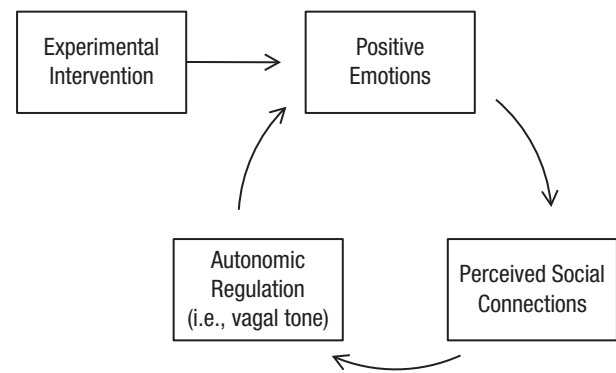 Experimental
Intervention
Positive
Emotions
Autonomic
Regulation
(i.e., vagal tone)
Perceived Social
Connections